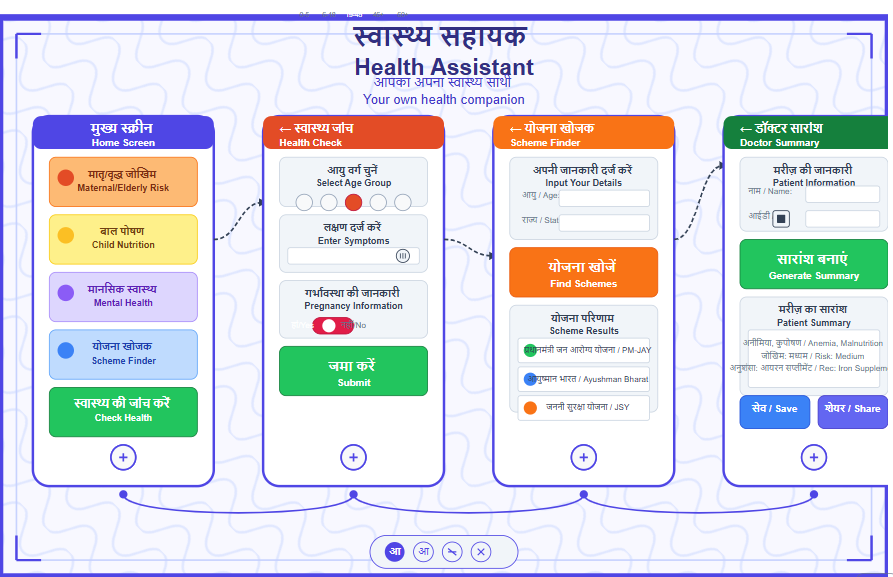 स्वास्थ्य सहायक
Health Assistant
आपका अपना स्वास्थ्य साथी
Your own health companion
मुख्य स्क्रीन
Home Screen
मातृ/वृद्ध जोखिम
Maternal/Elderly Risk
बाल पोषण
Child Nutrition
मानसिक स्वास्थ्य
Mental Health
योजना खोजक
Scheme Finder
स्वास्थ्य की जांच करें
Check Health
+
← स्वास्थ्य जांच
Health Check
आयु वर्ग चुनें
Select Age Group
लक्षण दर्ज करें
Enter Symptoms
गर्भावस्था की जानकारी
Pregnancy Information
/No
जमा करें
Submit
+
← योजना खोजक
Scheme Finder
अपनी जानकारी दर्ज करें
Input Your Details
आयु / Age:
राज्य / Stat
योजना खोजें
Find Schemes
योजना परिणाम
Scheme Results
प्रधानमंत्री जन आरोग्य योजना / PM-JAY
आयुष्मान भारत / Ayushman Bharat
जननी सुरक्षा योजना / JSY
+
← डॉक्टर सारांश
Doctor Summary
मरीज़ की जानकारी
Patient Information
नाम / Name:
आईडी
सारांश बनाएं
Generate Summary
मरीज़ का सारांश
Patient Summary
अनीमिया, कुपोषण / Anemia, Malnutrition
जोखिम: मध्यम / Risk: Medium
अनुशंसा: आयरन सप्लीमेंट / Rec: Iron Supplem
सेव / Save
शेयर / Share
+
आ
आ